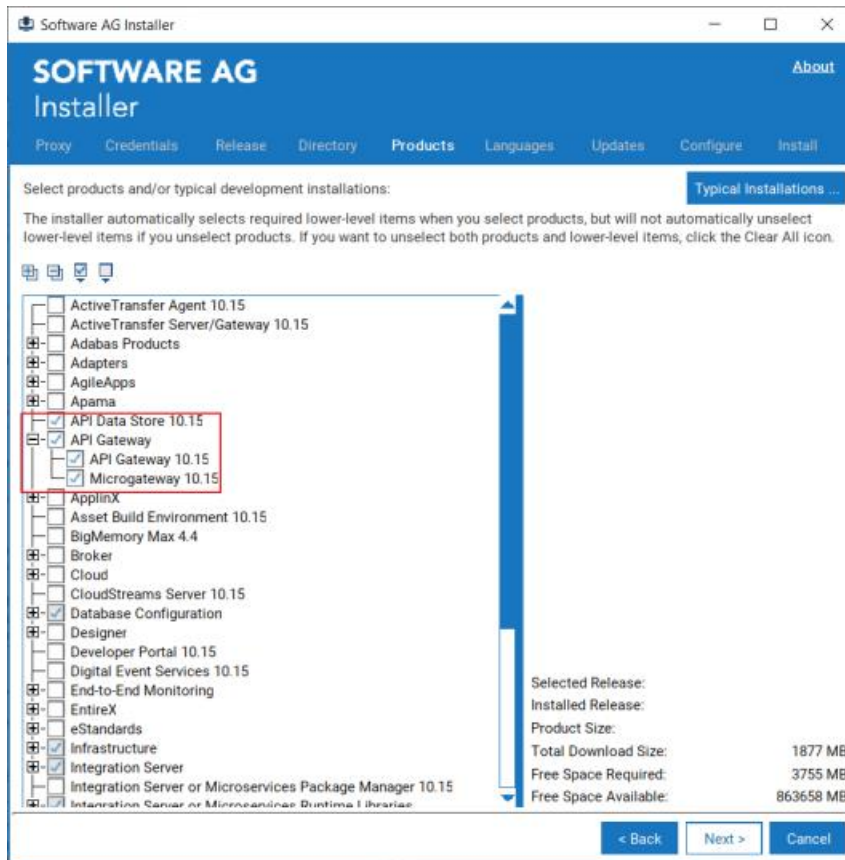 Software AG Installer
SOFTWARE AG
Installer
About
Proxy Credentials Release Directory Products Languages Updates Configure Install
Select products and/or typical development installations:
Typical Installations ...
The installer automatically selects required lower-level items when you select products, but will not automatically unselect
lower-level items if you unselect products. If you want to unselect both products and lower-level items, click the Clear All icon.
ActiveTransfer Agent 10.15
ActiveTransfer Server/Gateway 10.15
Adabas Products
Adapters
AgileApps
Apama
API Data Store 10.15
API Gateway
API Gateway 10.15
Microgateway 10.15
ApplinX
Asset Build Environment 10.15
BigMemory Max 4.4
Broker
Cloud
CloudStreams Server 10.15
Database Configuration
Designer
Developer Portal 10.15
Digital Event Services 10.15
End-to-End Monitoring
EntireX
eStandards
Infrastructure
Integration Server
Integration Server or Microservices Package Manager 10.15
Integration Server or Microservices Runtime Libraries
Selected Release:
Installed Release:
Product Size:
Total Download Size: 1877 MB
Free Space Required: 3755 MB
Free Space Available: 863658 MB
< Back
Next >
Cancel